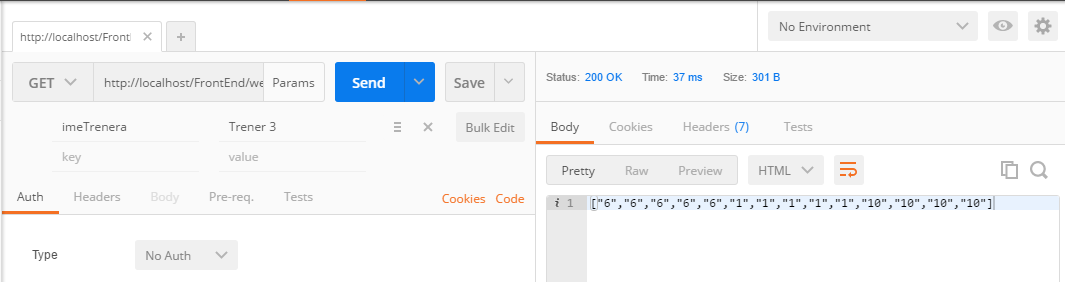 http://localhost/Front
No Environment
GET
http://localhost/FrontEnd/we
Params
Send
Save
imeTrenera
Trener 3
Bulk Edit
key
value
Auth
Headers
Body
Pre-req.
Tests
Cookies
Code
Type
No Auth
Status: 200 OK
Time: 37 ms
Size: 301 B
Body
Cookies
Headers (7)
Tests
Pretty
Raw
Preview
HTML
i 1
["6","6","6","6","6","1","1","1","1","1","10","10","10","10"]